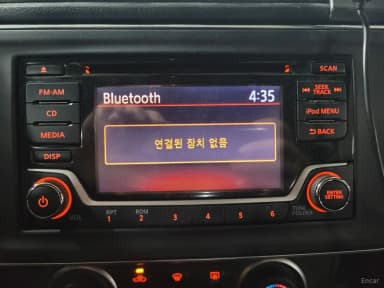 SCAN
Bluetooth 4:35
FM·AM
SEEK
TRACK
CD
iPod MENU
연결된 장치 없음
MEDIA
BACK
DISP
ENTER
SETTING
VOL
RPT
1
RDM
2
3
4
5
6
TUNE
FOLDER
Encar